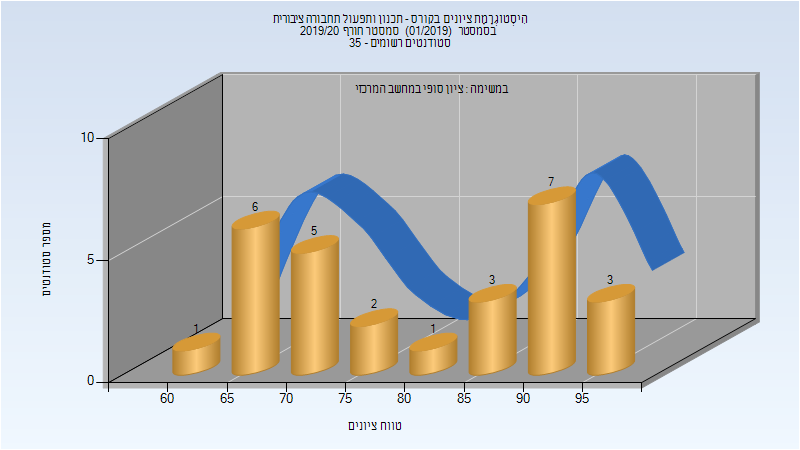 היסטוגרמת ציונים בקורס - תכנון ותפעול תחבורה ציבורית
בסמסטר (01/2019) סמסטר חורף 2019/20
סטודנטים רשומים - 35
במשימה : ציון סופי במחשב המרכזי
מספר סטודנטים
10
5
0
1
6
5
2
1
3
7
3
60 65 70 75 80 85 90 95
טווח ציונים